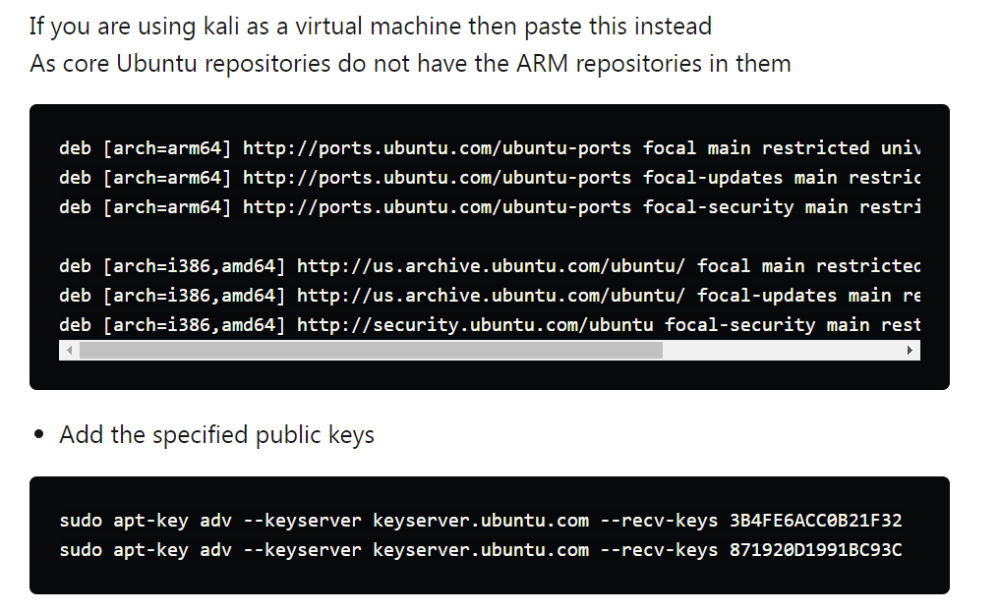 If you are using kali as a virtual machine then paste this instead
As core Ubuntu repositories do not have the ARM repositories in them
deb [arch=arm64] http://ports.ubuntu.com/ubuntu-ports focal main restricted univ
deb [arch=arm64] http://ports.ubuntu.com/ubuntu-ports focal-updates main restric
deb [arch=arm64] http://ports.ubuntu.com/ubuntu-ports focal-security main restri
deb [arch=i386,amd64] http://us.archive.ubuntu.com/ubuntu/ focal main restricted
deb [arch=i386,amd64] http://us.archive.ubuntu.com/ubuntu/ focal-updates main re
deb [arch=i386,amd64] http://security.ubuntu.com/ubuntu focal-security main rest
• Add the specified public keys
sudo apt-key adv --keyserver keyserver.ubuntu.com --recv-keys 3B4FE6ACC0B21F32
sudo apt-key adv --keyserver keyserver.ubuntu.com --recv-keys 871920D1991BC93C